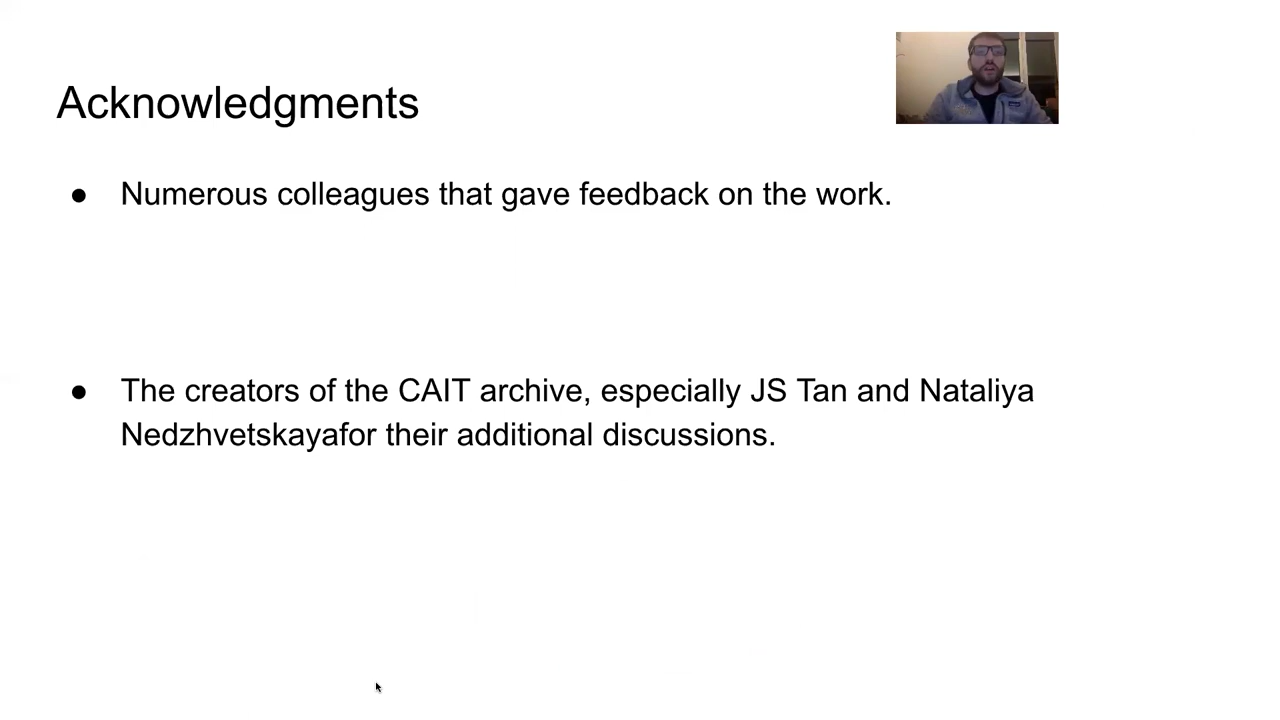 Acknowledgments
● Numerous colleagues that gave feedback on the work.
● The creators of the CAIT archive, especially JS Tan and Nataliya
Nedzhvetskayafor their additional discussions.